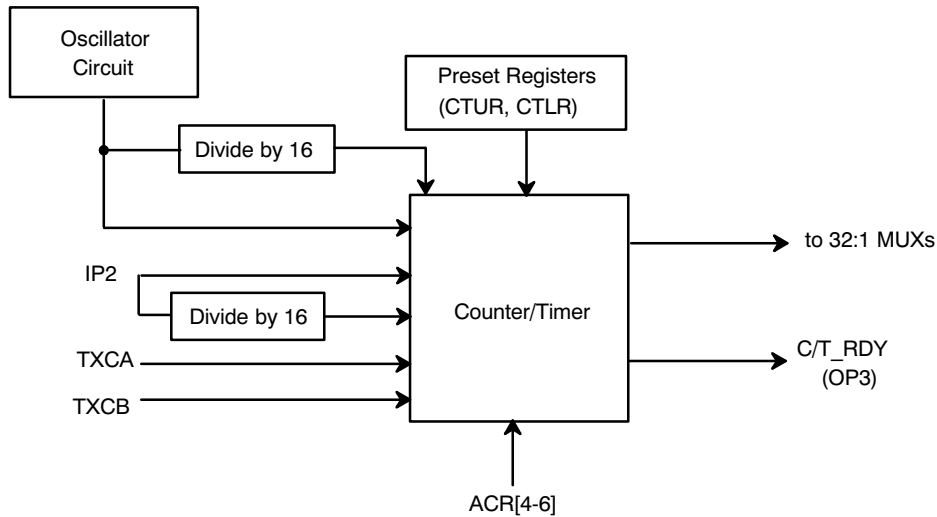 Oscillator
Circuit
Preset Registers
(CTUR, CTLR)
Divide by 16
to 32:1 MUXs
IP2
Divide by 16
Counter/Timer
TXCA
C/T_RDY
(OP3)
TXCB
ACR[4-6]